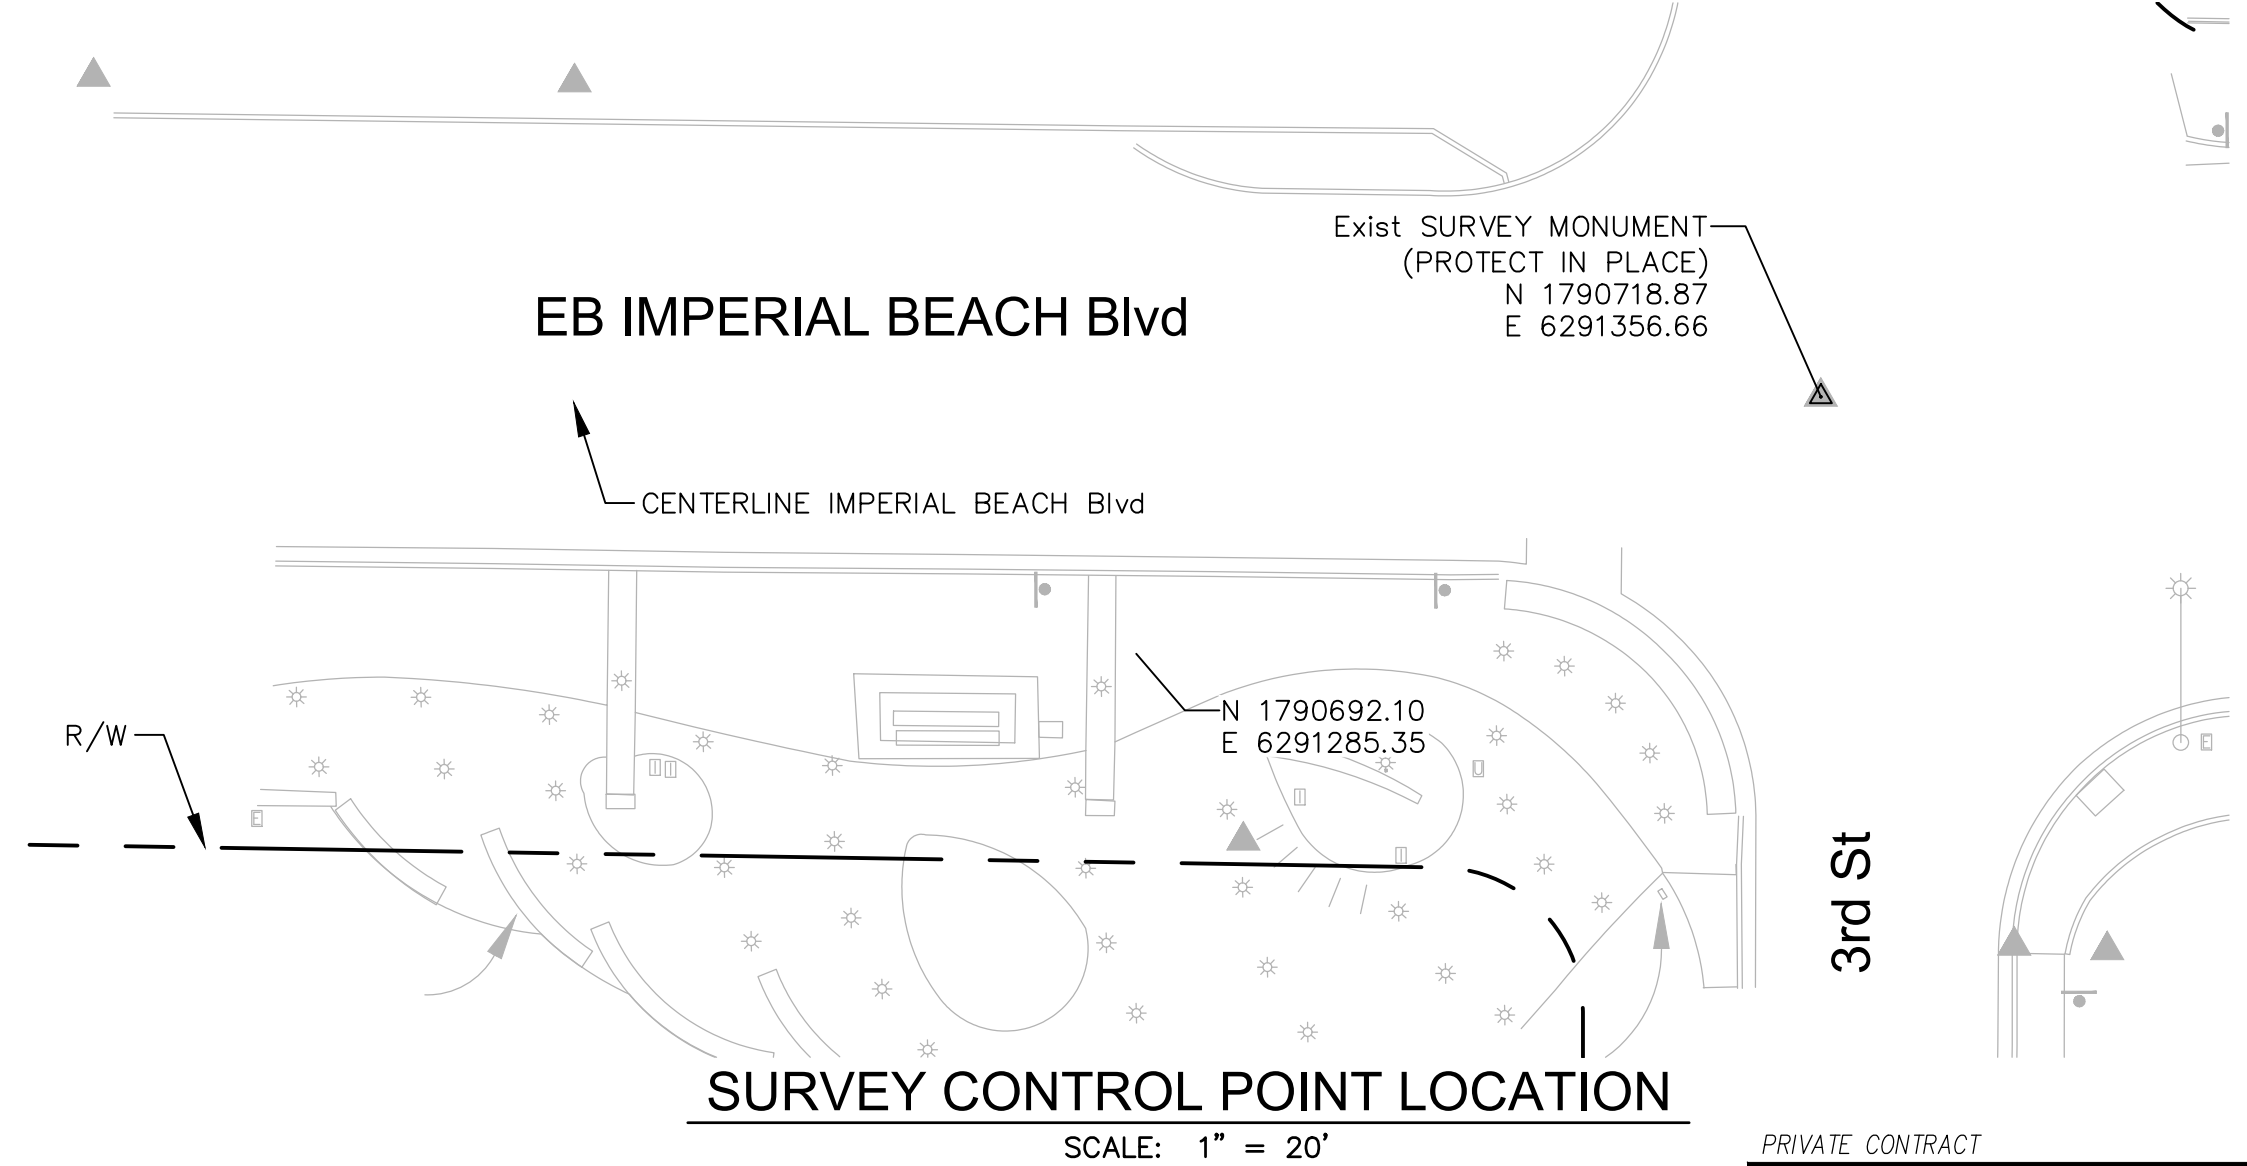 Exist SURVEY MONUMENT
(PROTECT IN PLACE)
N 1790718.87
E 6291356.66
EB IMPERIAL BEACH Blvd
CENTERLINE IMPERIAL BEACH Blvd
R/W
N 1790692.10
E 6291285.35
U
E
E
3rd St
SURVEY CONTROL POINT LOCATION
SCALE: 1" = 20'
PRIVATE CONTRACT